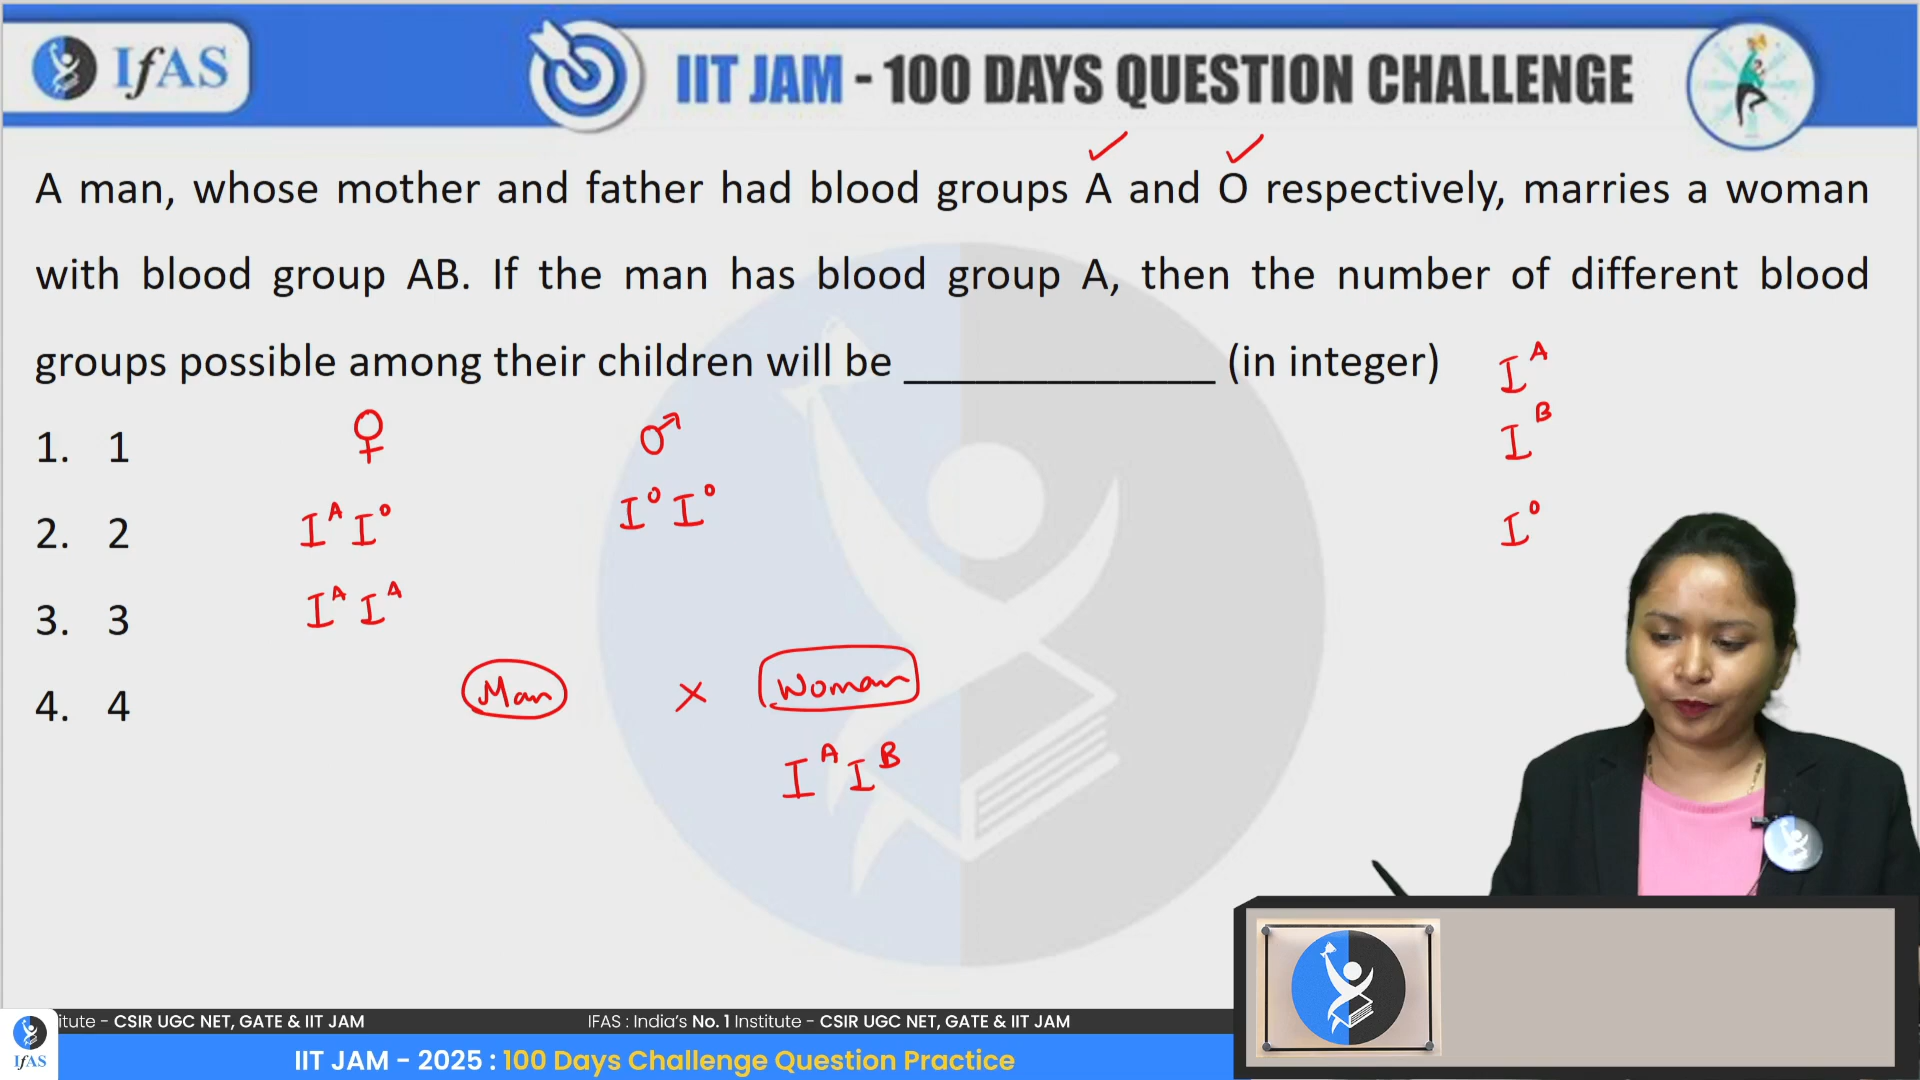 IfAS
IIT JAM - 100 DAYS QUESTION CHALLENGE
A man, whose mother and father had blood groups A and O respectively, marries a woman
with blood group AB. If the man has blood group A, then the number of different blood
groups possible among their children will be ______________ (in integer)
1. 1
2. 2
3. 3
4. 4
♀ ♂
I^A I^O I^O I^O
I^A I^A
I^A
I^B
I^O
Man × Woman
I^A I^B
itute - CSIR UGC NET, GATE & IIT JAM
IFAS : India's No. 1 Institute - CSIR UGC NET, GATE & IIT JAM
IfAS
IIT JAM - 2025 : 100 Days Challenge Question Practice